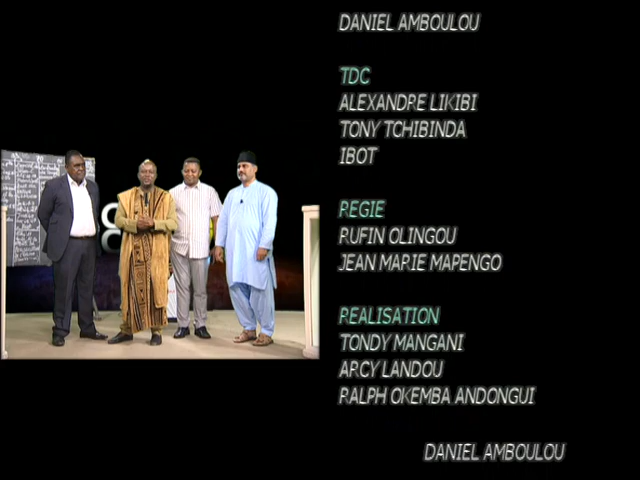 DANIEL AMBOULOU
TDC
ALEXANDRE LIKIBI
TONY TCHIBINDA
IBOT
REGIE
RUFIN OLINGOU
JEAN MARIE MAPENGO
REALISATION
TONDY MANGANI
ARCY LANDOU
RALPH OKEMBA ANDONGUI
DANIEL AMBOULOU